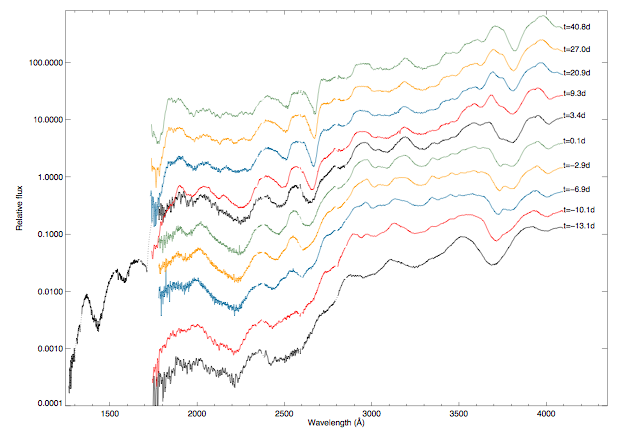 t=40.8d
100.0000
t=27.0d
t=20.9d
t=9.3d
10.0000
t=3.4d
t=0.1d
1.0000
t=−2.9d
Relative flux
t=−6.9d
0.1000
t=−10.1d
t=−13.1d
0.0100
0.0010
0.0001
1500 2000 2500 3000 3500 4000
Wavelength (Å)